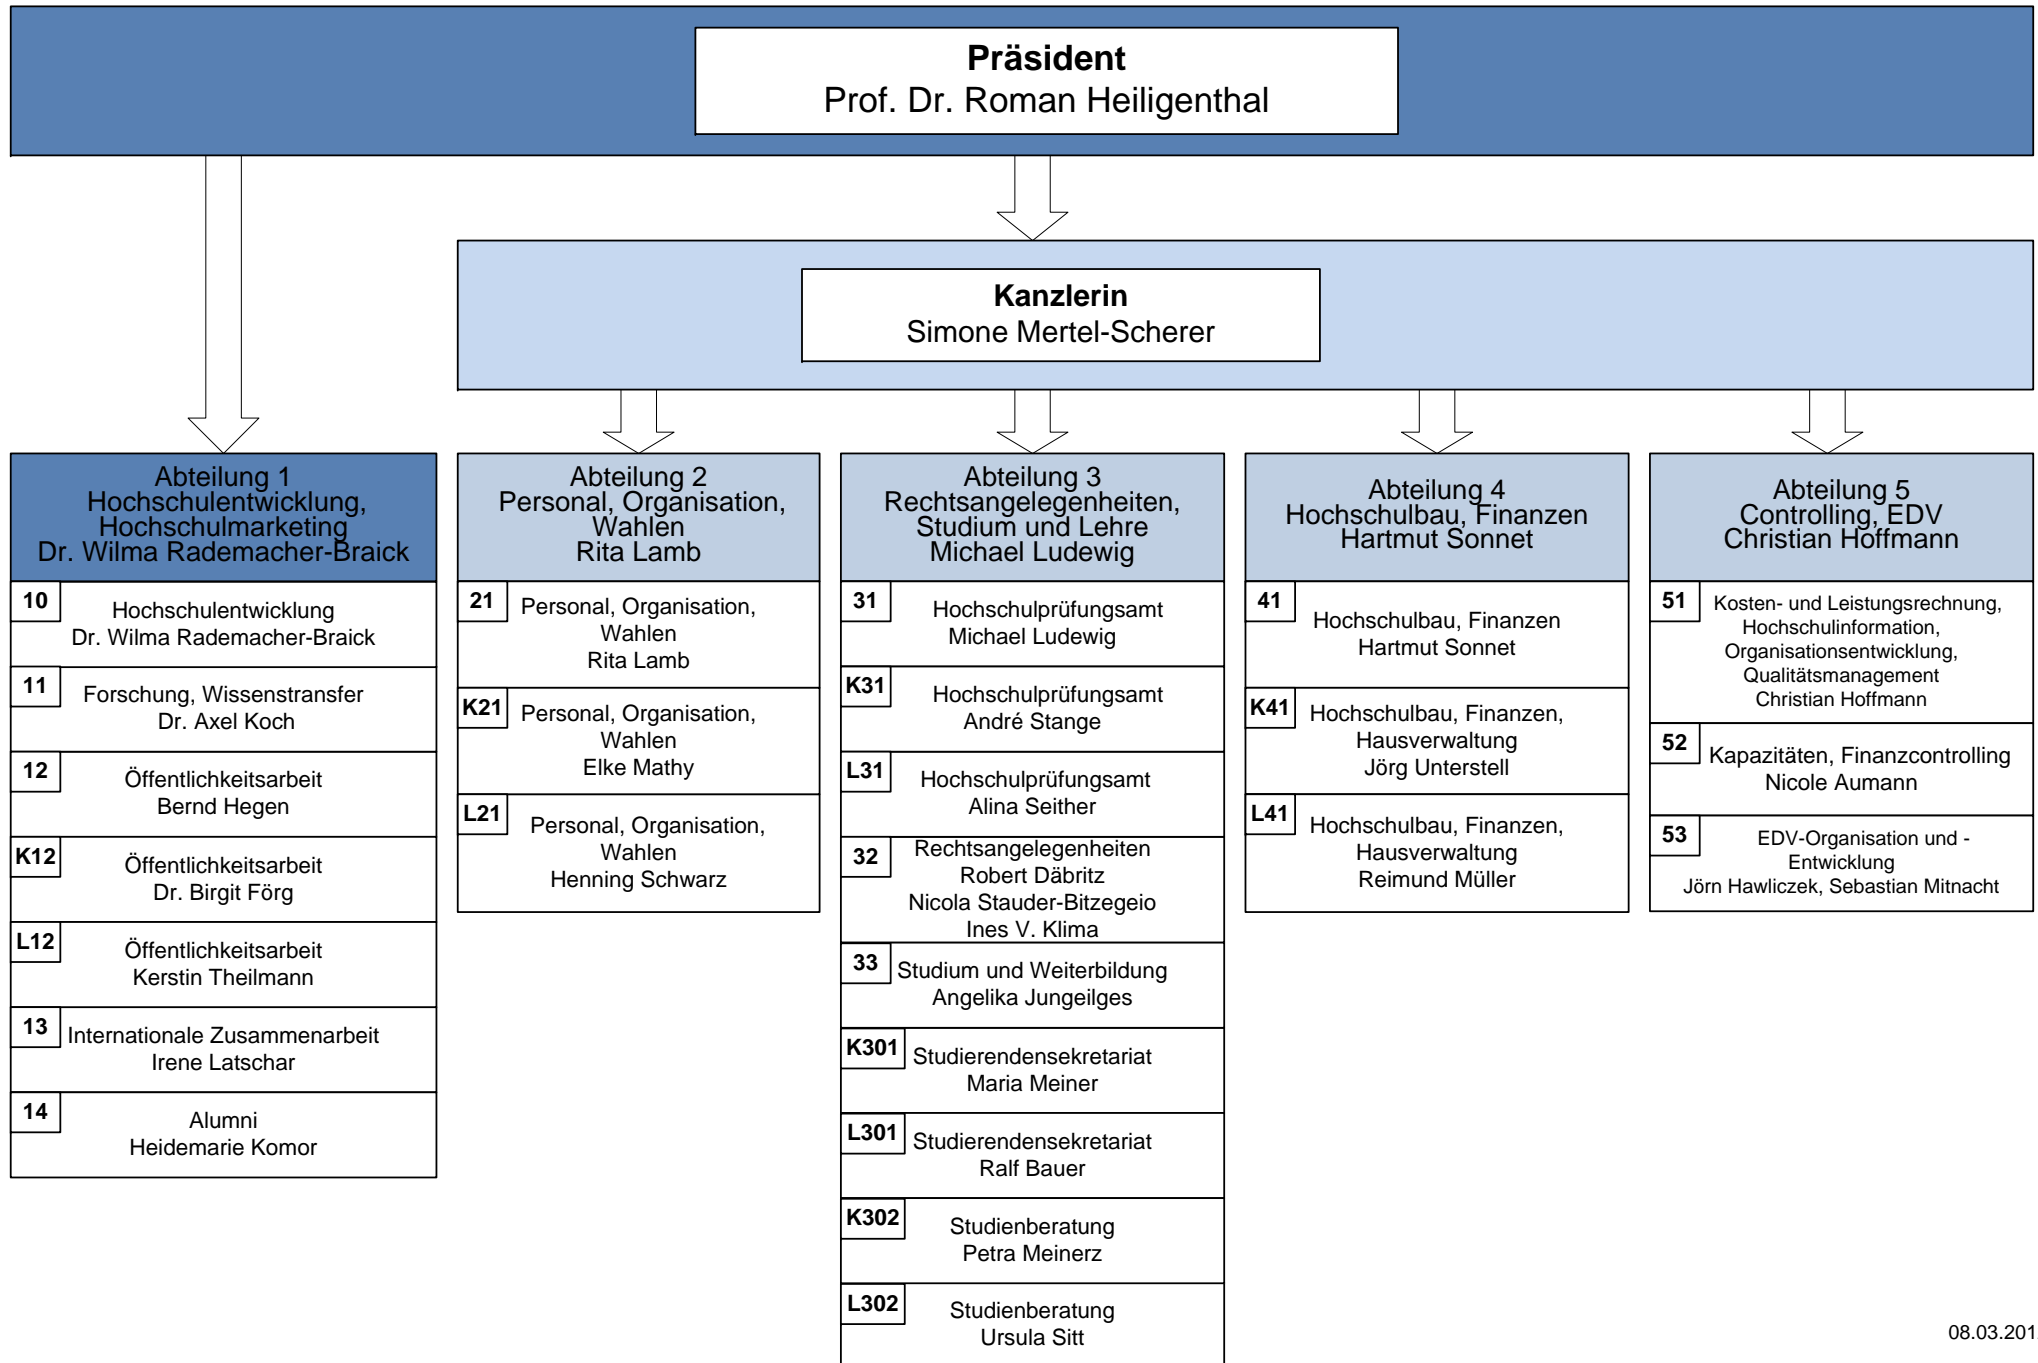 Präsident
Prof. Dr. Roman Heiligenthal
Kanzlerin
Simone Mertel-Scherer
Abteilung 1
Hochschulentwicklung,
Hochschulmarketing
Dr. Wilma Rademacher-Braick
10
Hochschulentwicklung
Dr. Wilma Rademacher-Braick
11
Forschung, Wissenstransfer
Dr. Axel Koch
12
Öffentlichkeitsarbeit
Bernd Hegen
K12
Öffentlichkeitsarbeit
Dr. Birgit Förg
L12
Öffentlichkeitsarbeit
Kerstin Theilmann
13
Internationale Zusammenarbeit
Irene Latschar
14
Alumni
Heidemarie Komor
Abteilung 2
Personal, Organisation,
Wahlen
Rita Lamb
21
Personal, Organisation,
Wahlen
Rita Lamb
K21
Personal, Organisation,
Wahlen
Elke Mathy
L21
Personal, Organisation,
Wahlen
Henning Schwarz
Abteilung 3
Rechtsangelegenheiten,
Studium und Lehre
Michael Ludewig
31
Hochschulprüfungsamt
Michael Ludewig
K31
Hochschulprüfungsamt
André Stange
L31
Hochschulprüfungsamt
Alina Seither
32
Rechtsangelegenheiten
Robert Däbritz
Nicola Stauder-Bitzegeio
Ines V. Klima
33
Studium und Weiterbildung
Angelika Jungeilges
K301
Studierendensekretariat
Maria Meiner
L301
Studierendensekretariat
Ralf Bauer
K302
Studienberatung
Petra Meinerz
L302
Studienberatung
Ursula Sitt
Abteilung 4
Hochschulbau, Finanzen
Hartmut Sonnet
41
Hochschulbau, Finanzen
Hartmut Sonnet
K41
Hochschulbau, Finanzen,
Hausverwaltung
Jörg Unterstell
L41
Hochschulbau, Finanzen,
Hausverwaltung
Reimund Müller
Abteilung 5
Controlling, EDV
Christian Hoffmann
51
Kosten- und Leistungsrechnung,
Hochschulinformation,
Organisationsentwicklung,
Qualitätsmanagement
Christian Hoffmann
52
Kapazitäten, Finanzcontrolling
Nicole Aumann
53
EDV-Organisation und -
Entwicklung
Jörn Hawliczek, Sebastian Mitnacht
08.03.201